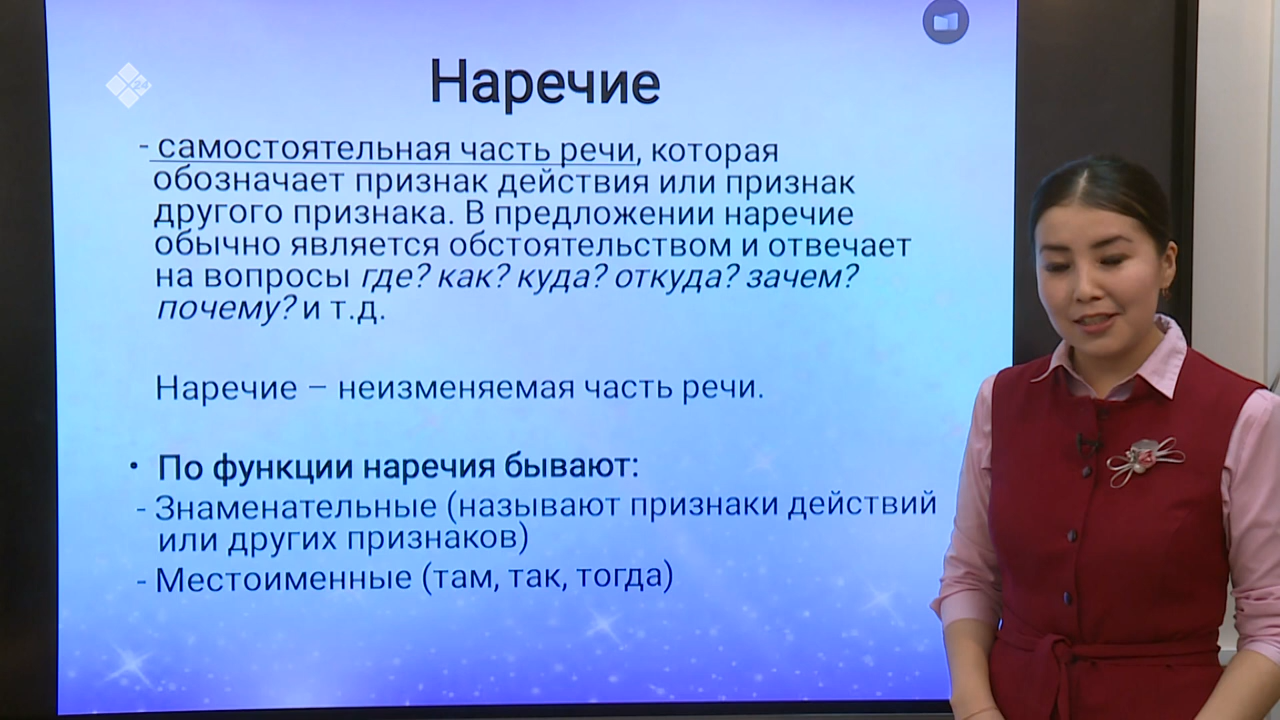 Наречие
- самостоятельная часть речи, которая
обозначает признак действия или признак
другого признака. В предложении наречие
обычно является обстоятельством и отвечает
на вопросы где? как? куда? откуда? зачем?
почему? и т.д.
Наречие – неизменяемая часть речи.
• По функции наречия бывают:
- Знаменательные (называют признаки действий
или других признаков)
- Местоименные (там, так, тогда)
24